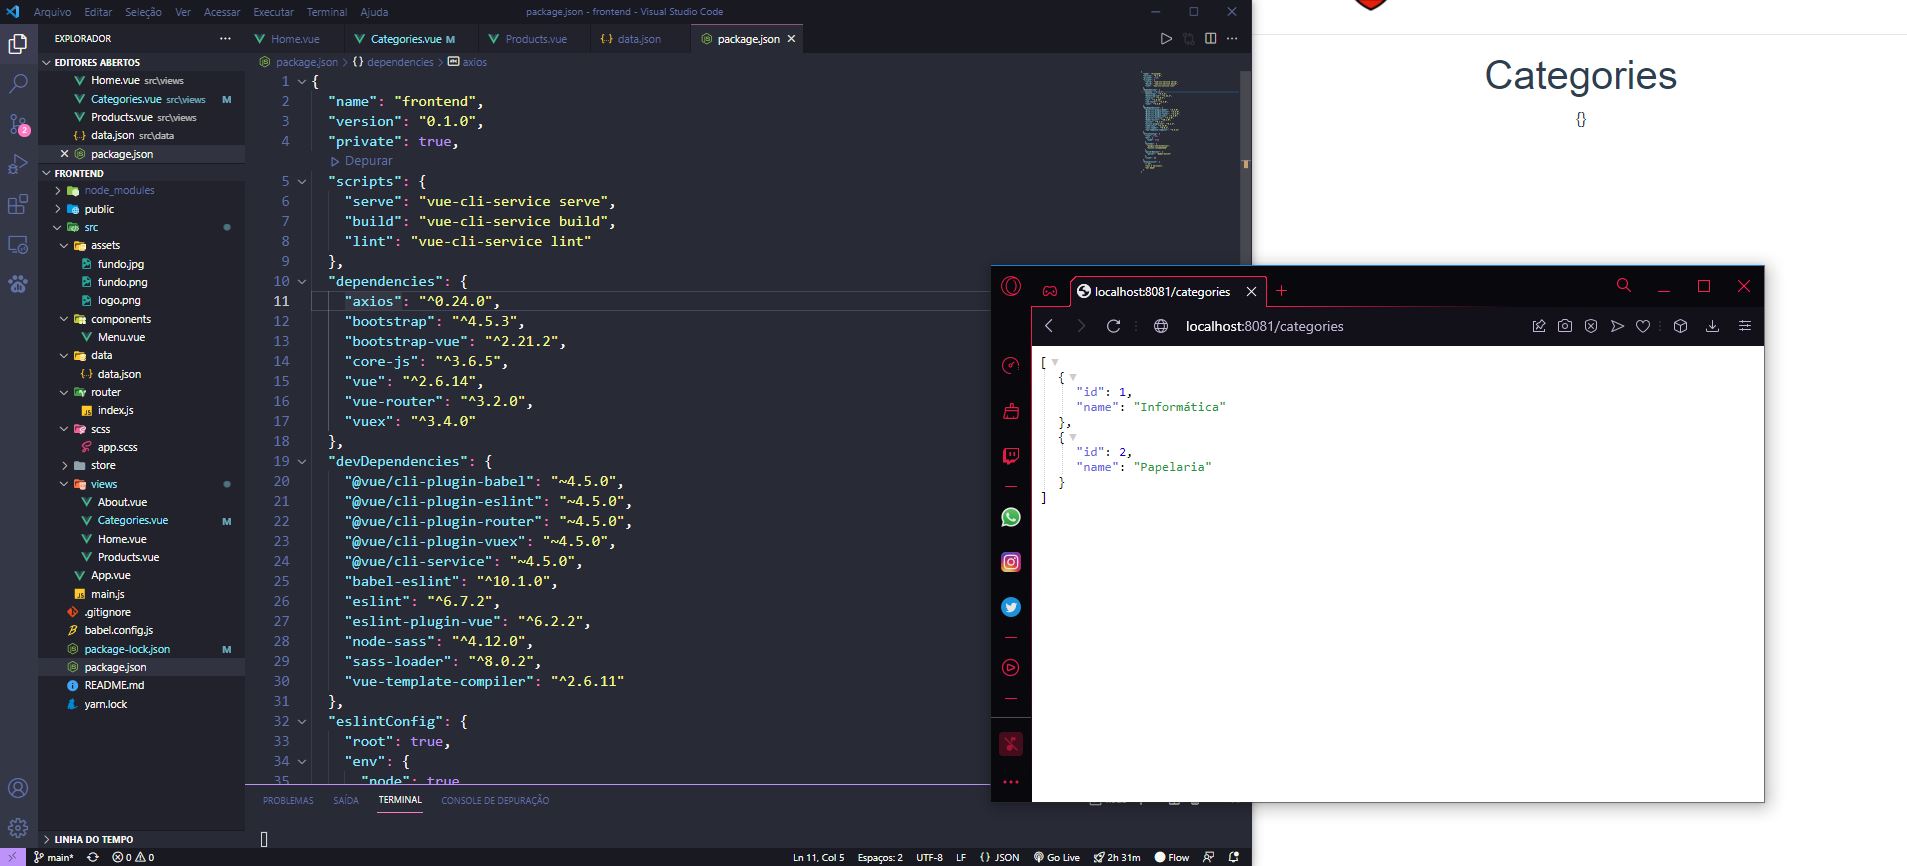 Arquivo Editar Seleção Ver Acessar Executar Terminal Ajuda
package.json - frontend - Visual Studio Code
EXPLORADOR
EDITORES ABERTOS
Home.vue src\views
Categories.vue src\views M
Products.vue src\views
data.json src\data
package.json
FRONTEND
node_modules
public
src
assets
fundo.jpg
fundo.png
logo.png
components
Menu.vue
data
data.json
router
index.js
scss
app.scss
store
views
About.vue
Categories.vue M
Home.vue
Products.vue
App.vue
main.js
.gitignore
babel.config.js
package-lock.json M
package.json
README.md
yarn.lock
LINHA DO TEMPO
2
Home.vue Categories.vue M Products.vue data.json package.json
package.json > {} dependencies > axios
1 {
2 "name": "frontend",
3 "version": "0.1.0",
4 "private": true,
Depurar
5 "scripts": {
6 "serve": "vue-cli-service serve",
7 "build": "vue-cli-service build",
8 "lint": "vue-cli-service lint"
9 },
10 "dependencies": {
11 "axios": "^0.24.0",
12 "bootstrap": "^4.5.3",
13 "bootstrap-vue": "^2.21.2",
14 "core-js": "^3.6.5",
15 "vue": "^2.6.14",
16 "vue-router": "^3.2.0",
17 "vuex": "^3.4.0"
18 },
19 "devDependencies": {
20 "@vue/cli-plugin-babel": "~4.5.0",
21 "@vue/cli-plugin-eslint": "~4.5.0",
22 "@vue/cli-plugin-router": "~4.5.0",
23 "@vue/cli-plugin-vuex": "~4.5.0",
24 "@vue/cli-service": "~4.5.0",
25 "babel-eslint": "^10.1.0",
26 "eslint": "^6.7.2",
27 "eslint-plugin-vue": "^6.2.2",
28 "node-sass": "^4.12.0",
29 "sass-loader": "^8.0.2",
30 "vue-template-compiler": "^2.6.11"
31 },
32 "eslintConfig": {
33 "root": true,
34 "env": {
35 "node": true
PROBLEMAS SAÍDA TERMINAL CONSOLE DE DEPURAÇÃO
main* 0 0
Ln 11, Col 5 Espaços: 2 UTF-8 LF {} JSON Go Live 2h 31m Flow
Categories
{}
localhost:8081/categories
localhost:8081/categories
[
{
"id": 1,
"name": "Informática"
},
{
"id": 2,
"name": "Papelaria"
}
]